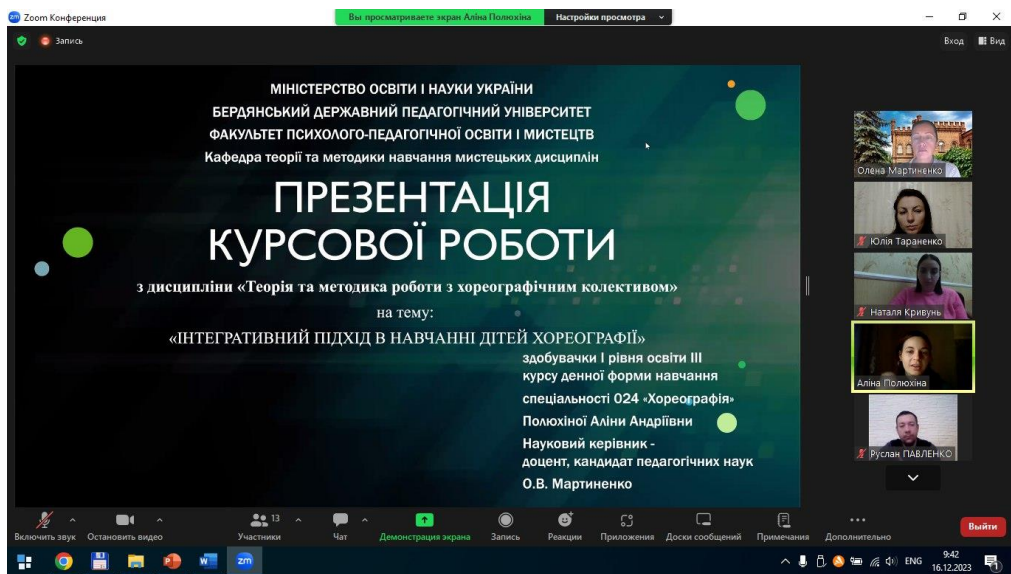 Zoom Конференция
Вы просматриваете экран Аліна Полюхіна
Настройки просмотра
Запись
Вход
Вид
МІНІСТЕРСТВО ОСВІТИ І НАУКИ УКРАЇНИ
БЕРДЯНСЬКИЙ ДЕРЖАВНИЙ ПЕДАГОГІЧНИЙ УНІВЕРСИТЕТ
ФАКУЛЬТЕТ ПСИХОЛОГО-ПЕДАГОГІЧНОЇ ОСВІТИ І МИСТЕЦТВ
Кафедра теорії та методики навчання мистецьких дисциплін
ПРЕЗЕНТАЦІЯ
КУРСОВОЇ РОБОТИ
з дисципліни «Теорія та методика роботи з хореографічним колективом»
на тему:
«ІНТЕГРАТИВНИЙ ПІДХІД В НАВЧАННІ ДІТЕЙ ХОРЕОГРАФІЇ»
здобувачки І рівня освіти ІІІ
курсу денної форми навчання
спеціальності 024 «Хореографія»
Полюхіної Аліни Андріївни
Науковий керівник -
доцент, кандидат педагогічних наук
О.В. Мартиненко
Олена Мартиненко
Юлія Тараненко
Наталя Кривунь
Аліна Полюхіна
Руслан ПАВЛЕНКО
Включить звук
Остановить видео
13
Участники
Чат
Демонстрация экрана
Запись
Реакции
Приложения
Доски сообщений
Примечания
Дополнительно
Выйти
zm
ENG
9:42
16.12.2023